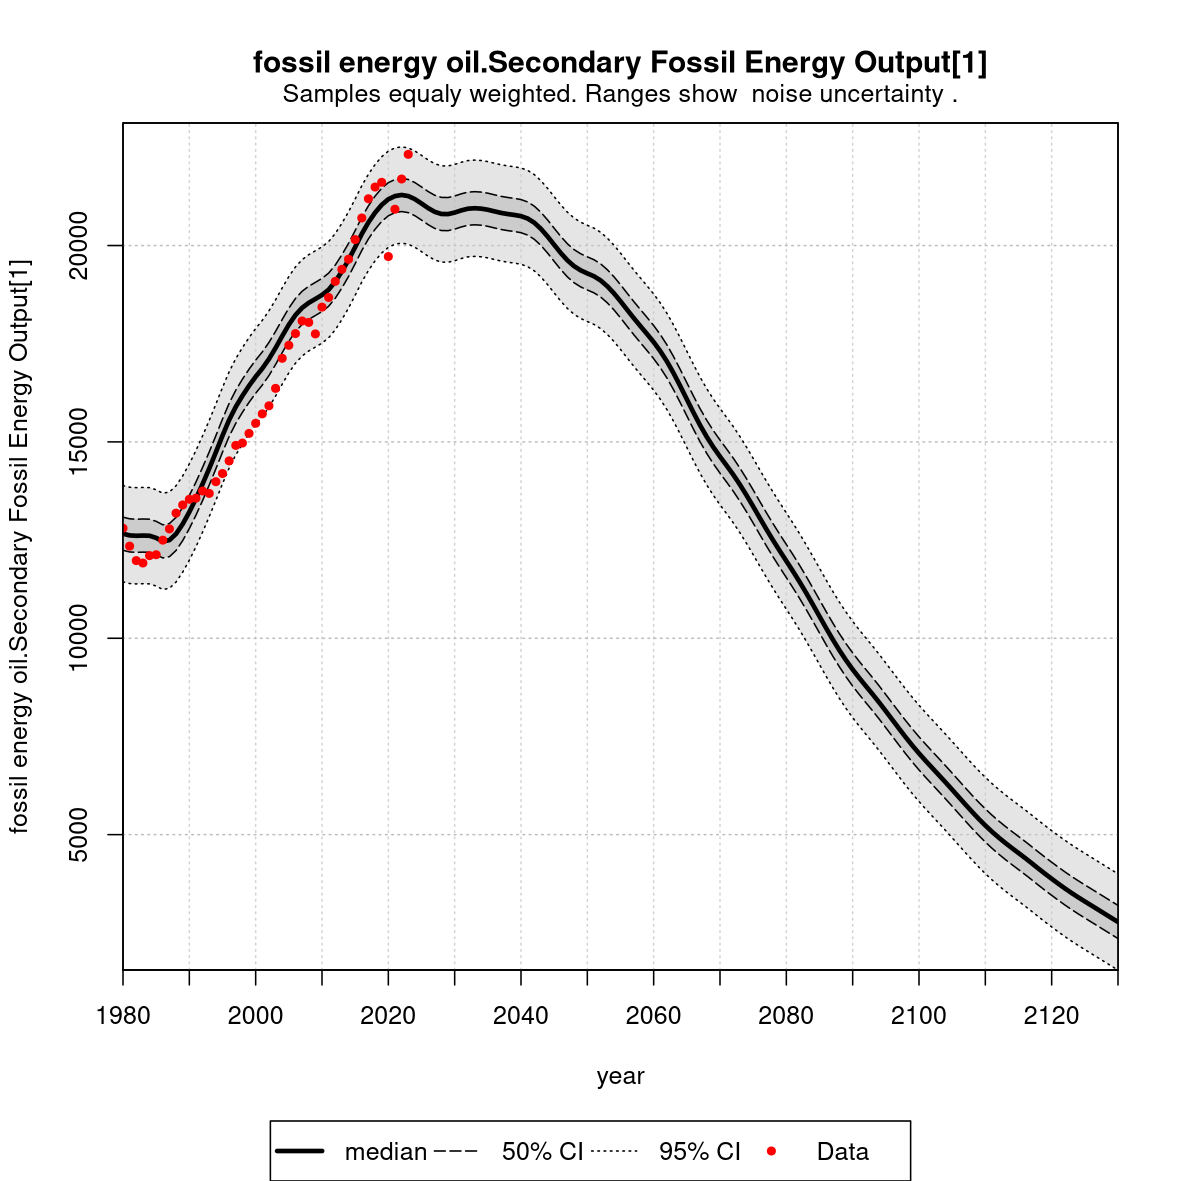 fossil energy oil.Secondary Fossil Energy Output[1]
Samples equaly weighted. Ranges show  noise uncertainty .
fossil energy oil.Secondary Fossil Energy Output[1]
20000
15000
10000
5000
1980 2000 2020 2040 2060 2080 2100 2120
year
median 50% CI 95% CI Data